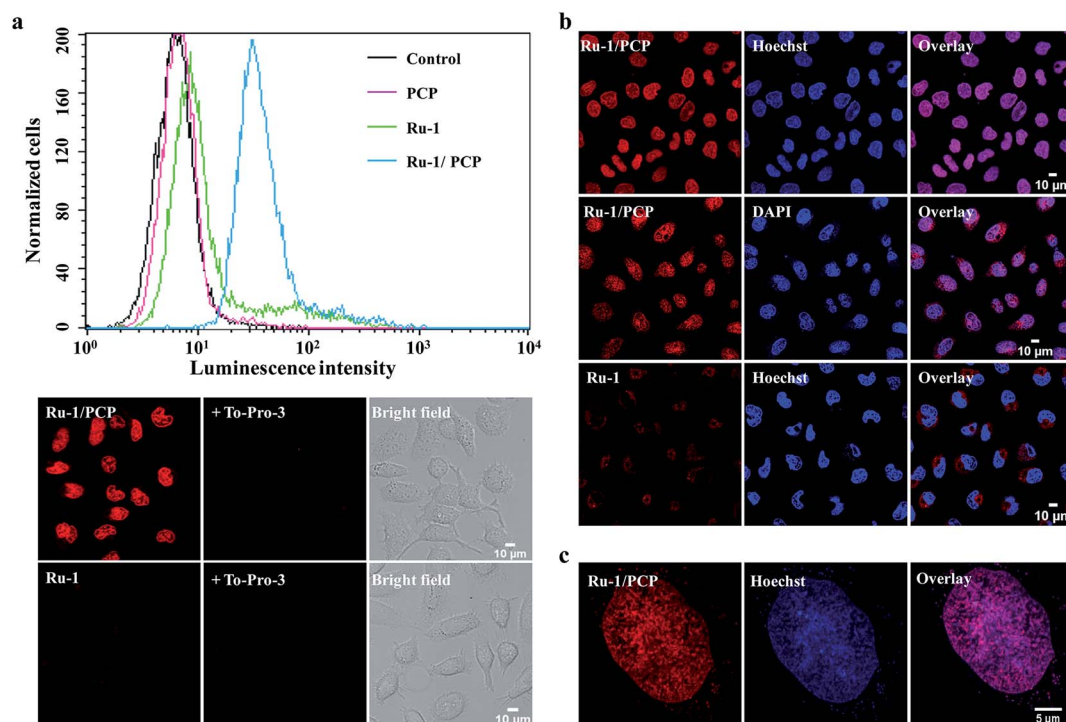 a
200
160
120
80
40
0
Normalized cells
Control
PCP
Ru-1
Ru-1/ PCP
10⁰ 10¹ 10² 10³ 10⁴
Luminescence intensity
Ru-1/PCP + To-Pro-3 Bright field
10 µm
Ru-1 + To-Pro-3 Bright field
10 µm
b
Ru-1/PCP Hoechst Overlay
10 µm
Ru-1/PCP DAPI Overlay
10 µm
Ru-1 Hoechst Overlay
10 µm
c
Ru-1/PCP Hoechst Overlay
5 µm